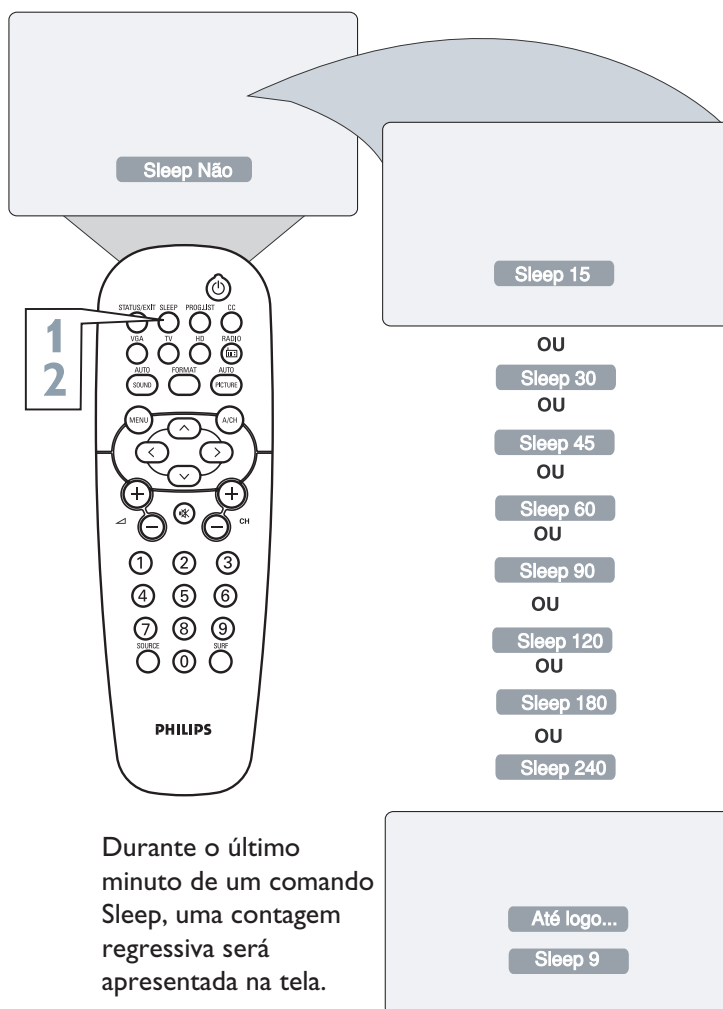 Sleep Não
Sleep 15
OU
Sleep 30
OU
Sleep 45
OU
Sleep 60
OU
Sleep 90
OU
Sleep 120
OU
Sleep 180
OU
Sleep 240
1
2
STATUS/EXIT SLEEP PROG.LIST CC
VGA TV HD RADIO
AUTO FORMAT AUTO
SOUND PICTURE
MENU A/CH
CH
1 2 3
4 5 6
7 8 9
SOURCE SURF
0
PHILIPS
Durante o último
minuto de um comando
Sleep, uma contagem
regressiva será
apresentada na tela.
Até logo...
Sleep 9